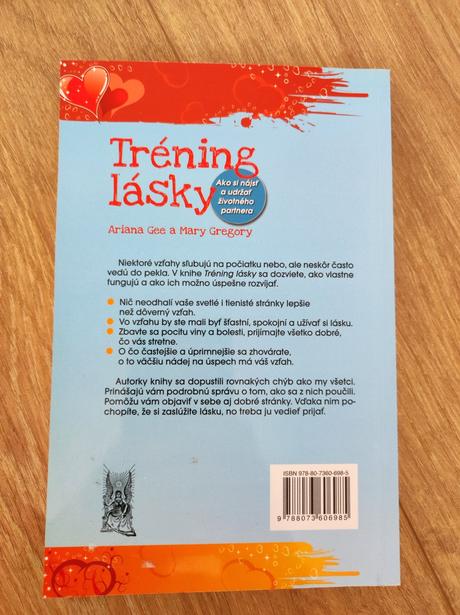 Tréning
lásky
Ako si nájsť
a udržať
životného
partnera
Ariana Gee a Mary Gregory
Niektoré vzťahy sľubujú na počiatku nebo, ale neskôr často
vedú do pekla. V knihe Tréning lásky sa dozviete, ako vlastne
fungujú a ako ich možno úspešne rozvíjať.
Nič neodhalí vaše svetlé i tienisté stránky lepšie
než dôverný vzťah.
Vo vzťahu by ste mali byť šťastní, spokojní a užívať si lásku.
Zbavte sa pocitu viny a bolesti, prijímajte všetko dobré,
čo vás stretne.
O čo častejšie a úprimnejšie sa zhovárate,
o to väčšiu nádej na úspech má váš vzťah.
Autorky knihy sa dopustili rovnakých chýb ako my všetci.
Prinášajú vám podrobnú správu o tom, ako sa z nich poučili.
Pomôžu vám objaviť v sebe aj dobré stránky. Vďaka nim po-
chopíte, že si zaslúžite lásku, no treba ju vedieť prijať.
ISBN 978-80-7360-698-5
9 788073 606985